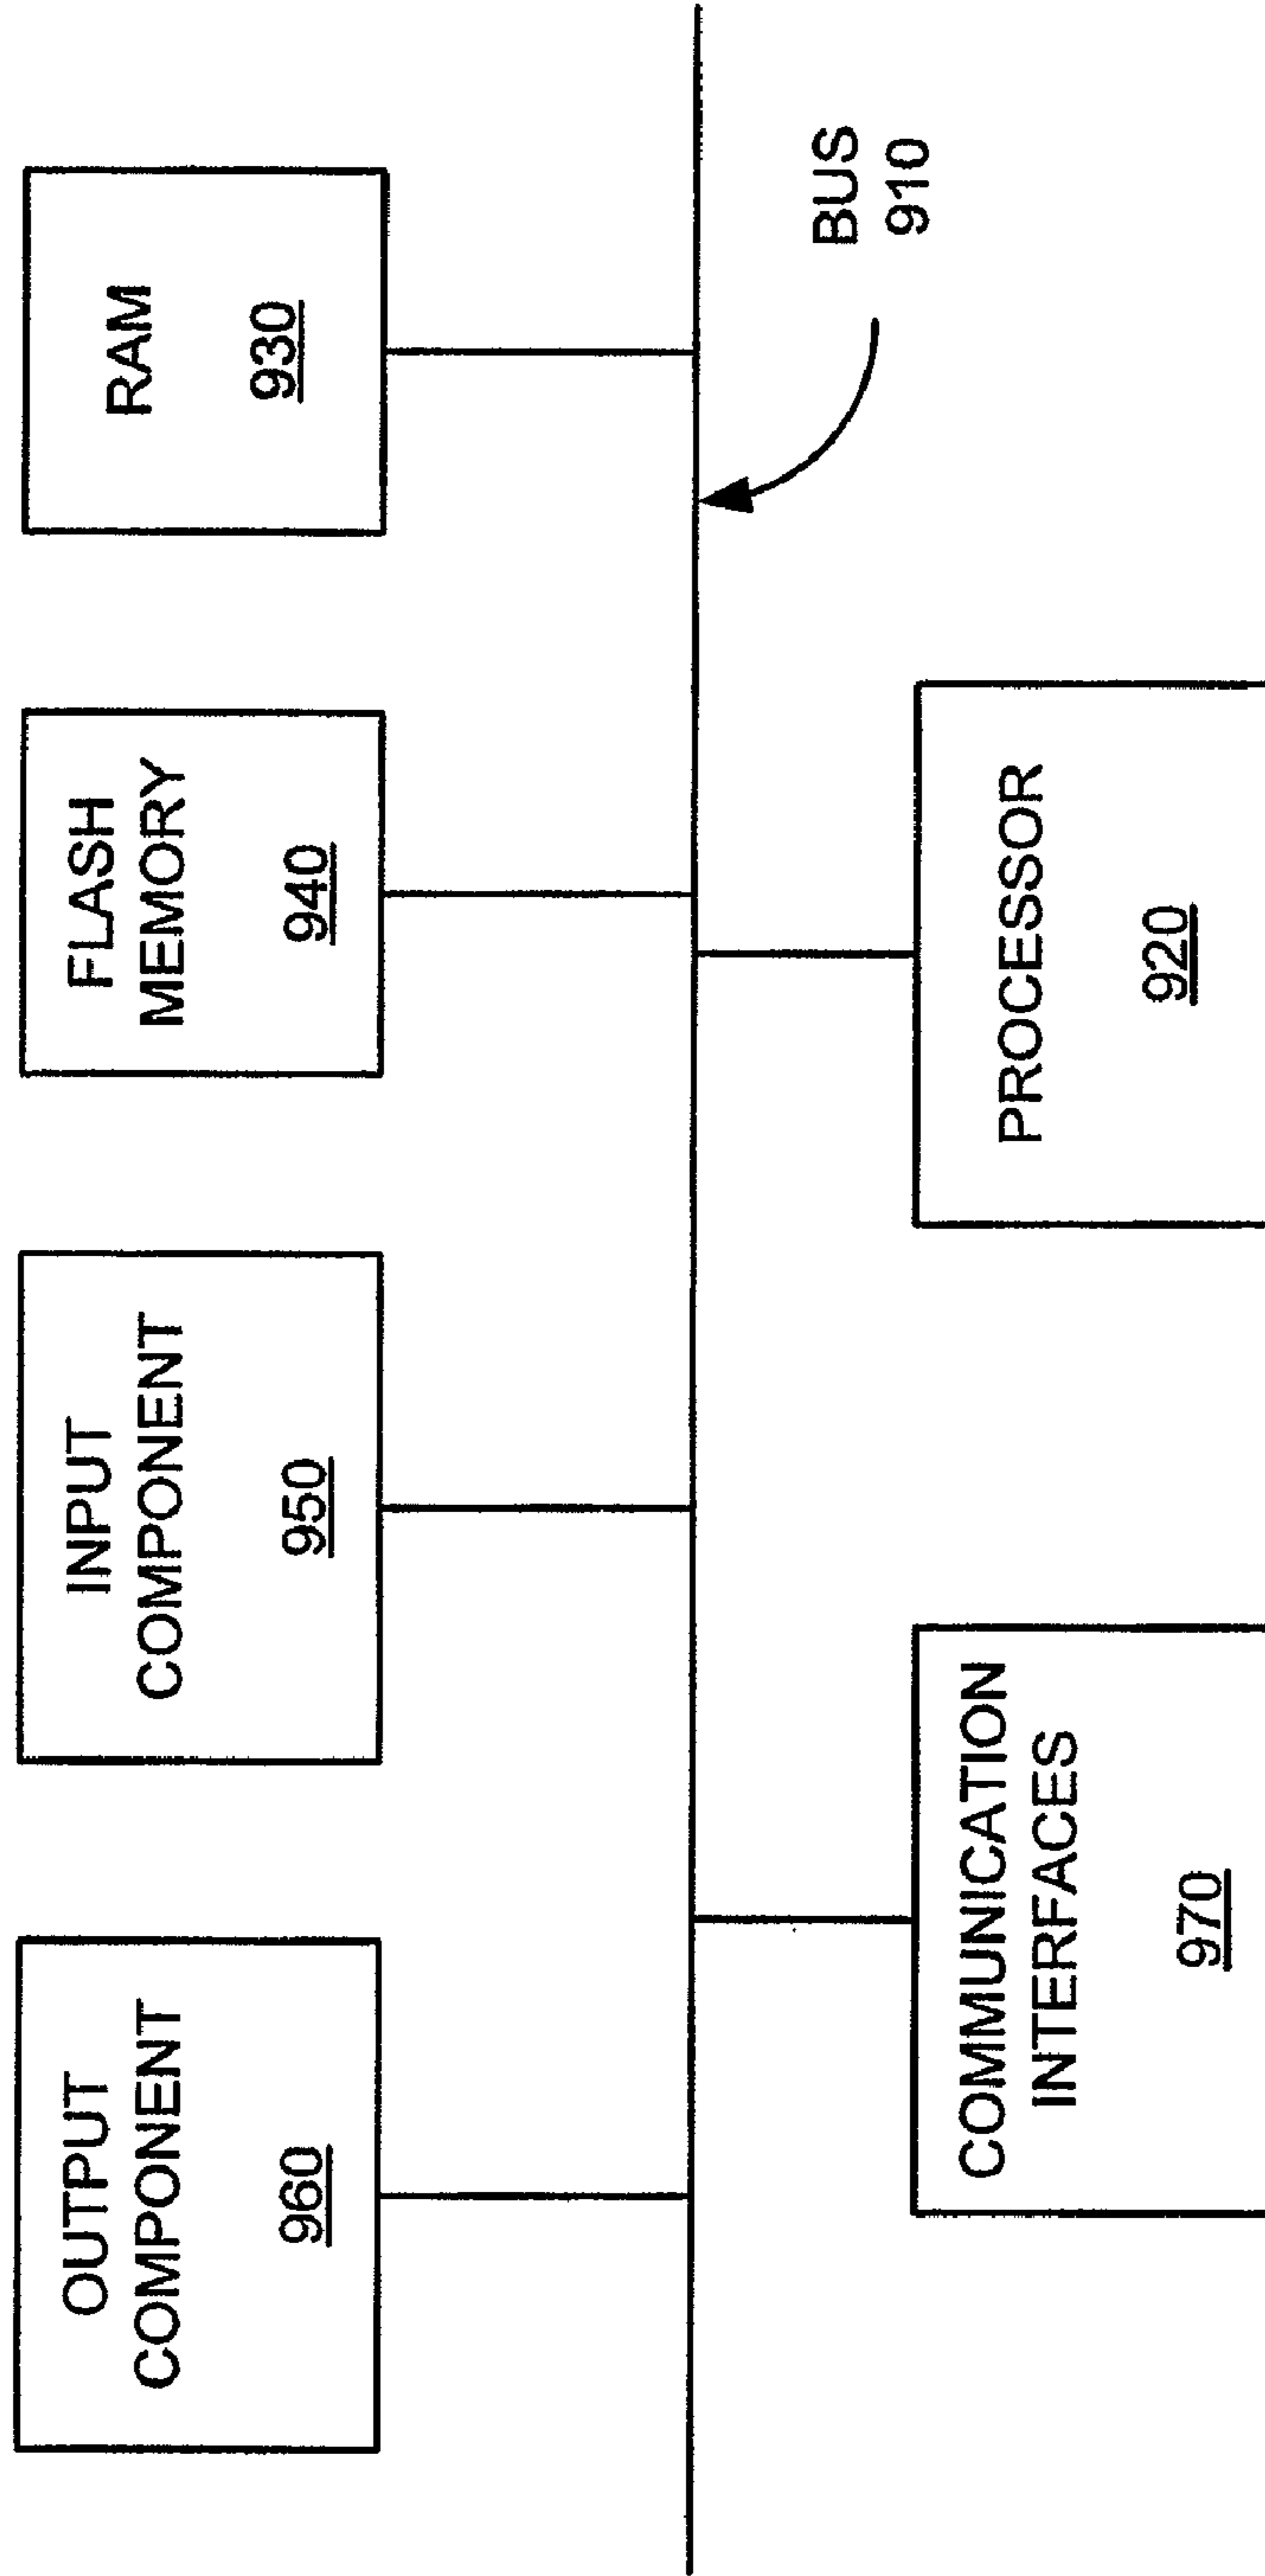 OUTPUT
COMPONENT
960
INPUT
COMPONENT
950
FLASH
MEMORY
940
RAM
930
BUS
910
COMMUNICATION
INTERFACES
970
PROCESSOR
920